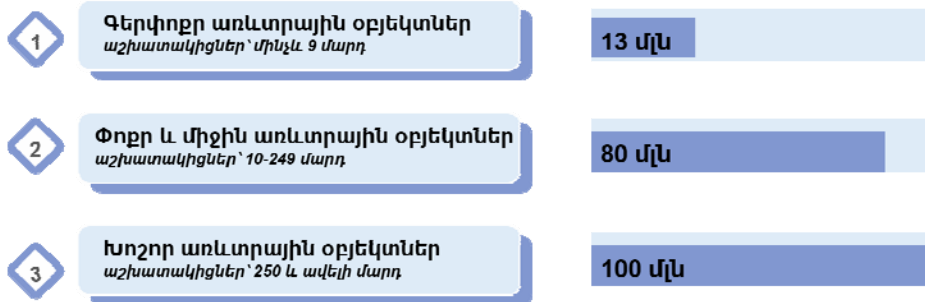 1
Գերփոքր առևտրային օբյեկտներ
աշխատակիցներ՝ մինչև 9 մարդ
13 մլն
2
Փոքր և միջին առևտրային օբյեկտներ
աշխատակիցներ՝ 10-249 մարդ
80 մլն
3
Խոշոր առևտրային օբյեկտներ
աշխատակիցներ՝ 250 և ավելի մարդ
100 մլն